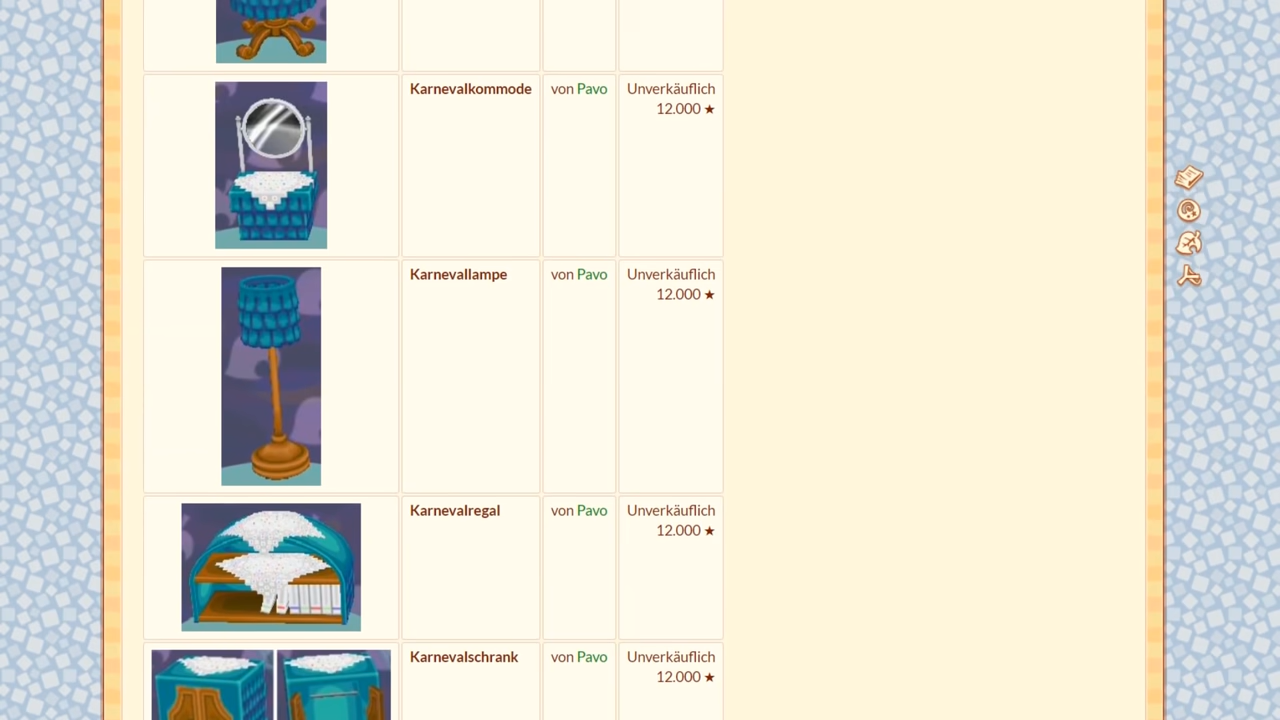 Karnevalkommode von Pavo Unverkäuflich
12.000 ★
Karnevallampe von Pavo Unverkäuflich
12.000 ★
Karnevalregal von Pavo Unverkäuflich
12.000 ★
Karnevalschrank von Pavo Unverkäuflich
12.000 ★